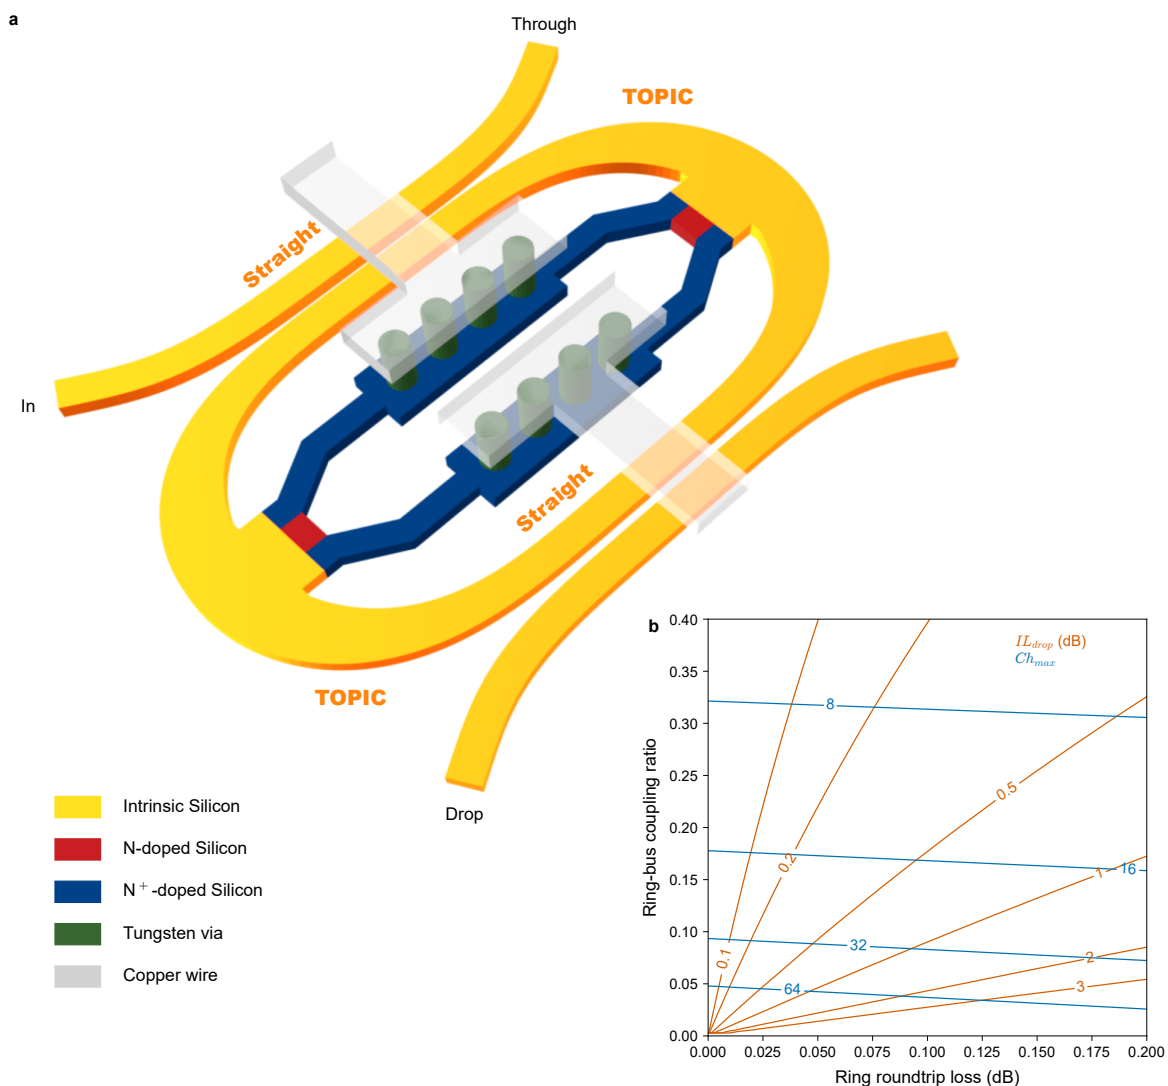 a
Through
TOPIC
Straight
In
Straight
TOPIC
Drop
Intrinsic Silicon
N-doped Silicon
N⁺-doped Silicon
Tungsten via
Copper wire
b
IL_drop (dB)
Ch_max
0.40
0.35
0.30
0.25
0.20
0.15
0.10
0.05
0.00
Ring-bus coupling ratio
8
0.5
0.2
1
16
32
0.1
2
64
3
0.000 0.025 0.050 0.075 0.100 0.125 0.150 0.175 0.200
Ring roundtrip loss (dB)